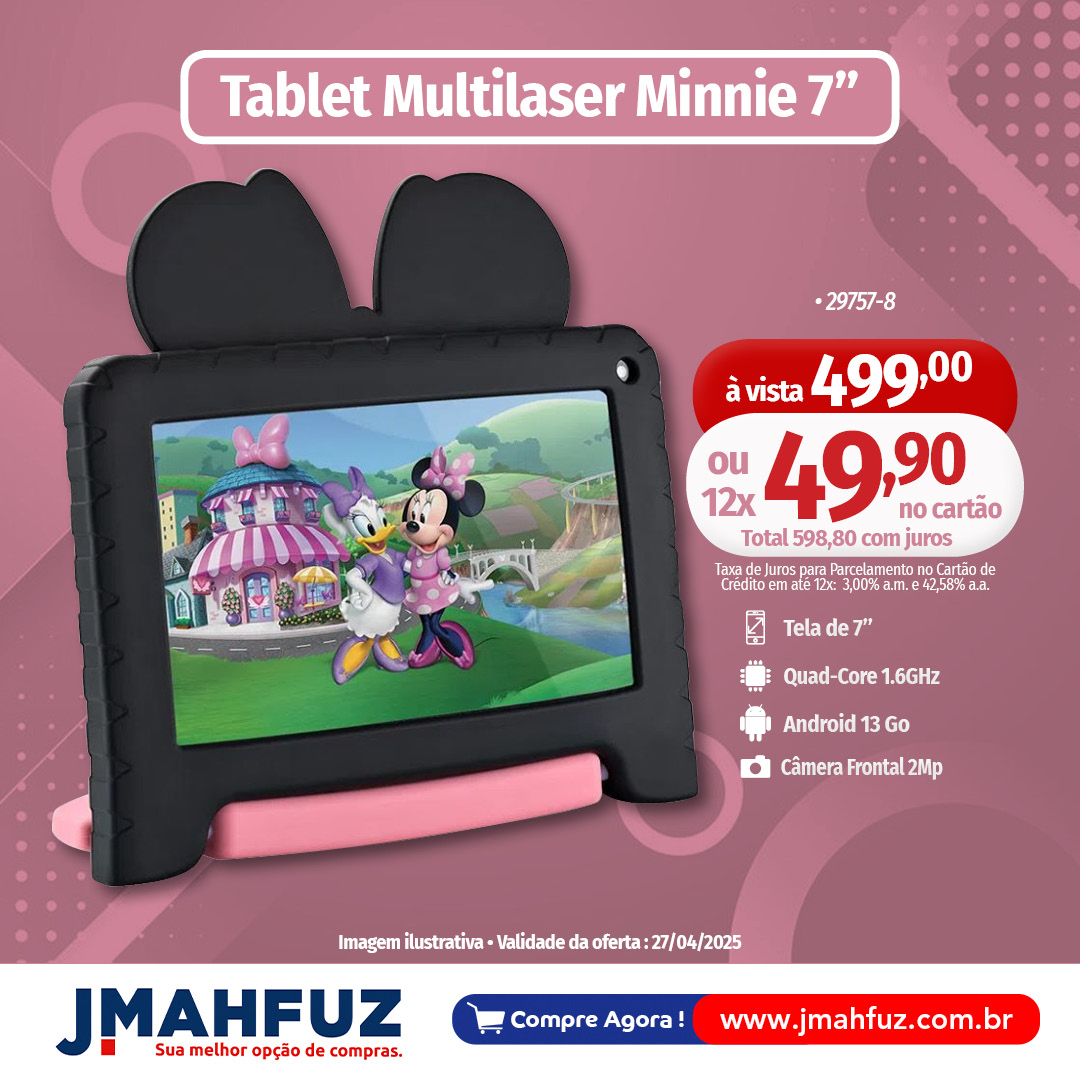 Tablet Multilaser Minnie 7”
• 29757-8
à vista 499,00
ou
12x 49,90
no cartão
Total 598,80 com juros
Taxa de Juros para Parcelamento no Cartão de
Crédito em até 12x: 3,00% a.m. e 42,58% a.a.
Tela de 7”
Quad-Core 1.6GHz
Android 13 Go
Câmera Frontal 2Mp
Imagem ilustrativa • Validade da oferta : 27/04/2025
JMAHFUZ
Sua melhor opção de compras.
Compre Agora !
www.jmahfuz.com.br